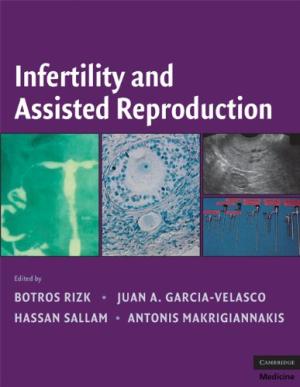 Infertility and
Assisted Reproduction
Edited by
BOTROS RIZK • JUAN A. GARCIA-VELASCO
HASSAN SALLAM • ANTONIS MAKRIGIANNAKIS
CAMBRIDGE
Medicine